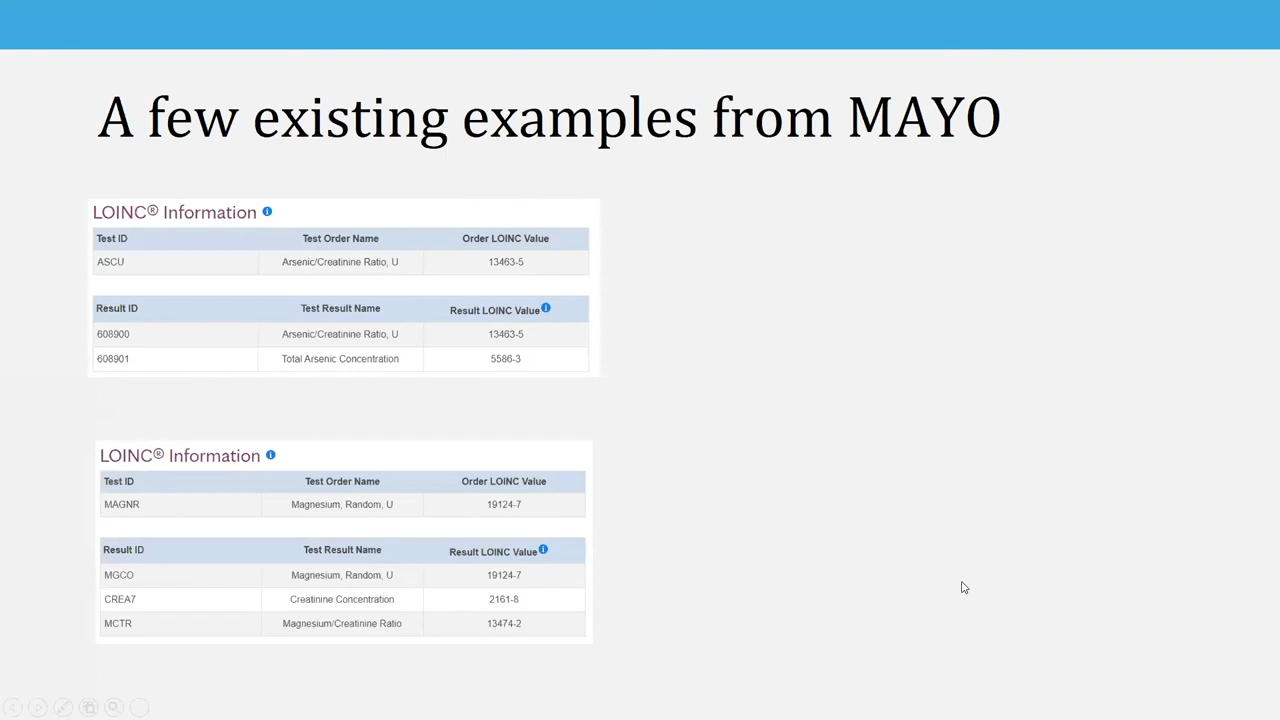 A few existing examples from MAYO
LOINC® Information
Test ID Test Order Name Order LOINC Value
ASCU Arsenic/Creatinine Ratio, U 13463-5
Result ID Test Result Name Result LOINC Value
608900 Arsenic/Creatinine Ratio, U 13463-5
608901 Total Arsenic Concentration 5586-3
LOINC® Information
Test ID Test Order Name Order LOINC Value
MAGNR Magnesium, Random, U 19124-7
Result ID Test Result Name Result LOINC Value
MGCO Magnesium, Random, U 19124-7
CREA7 Creatinine Concentration 2161-8
MCTR Magnesium/Creatinine Ratio 13474-2